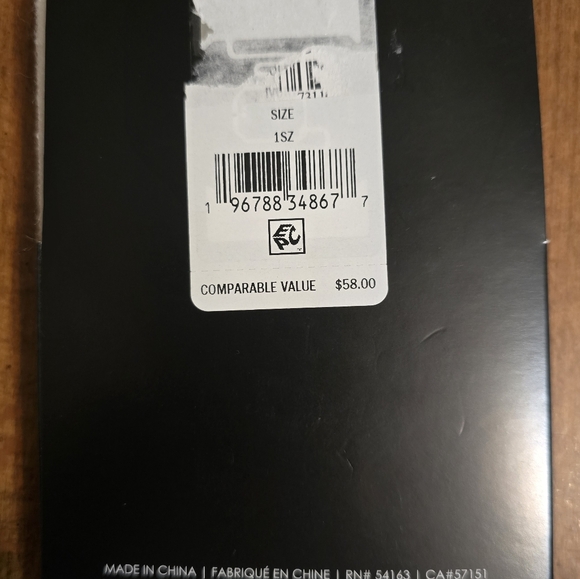 SIZE
1SZ
1 96788 34867 7
EPC
COMPARABLE VALUE $58.00
MADE IN CHINA | FABRIQUÉ EN CHINE | RN# 54163 | CA#57151